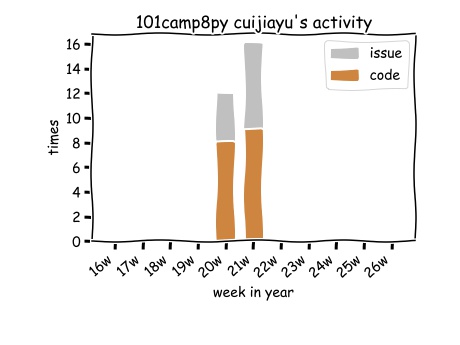 101camp8py cuijiayu's activity
issue
code
times
16
14
12
10
8
6
4
2
0
16w 17w 18w 19w 20w 21w 22w 23w 24w 25w 26w
week in year